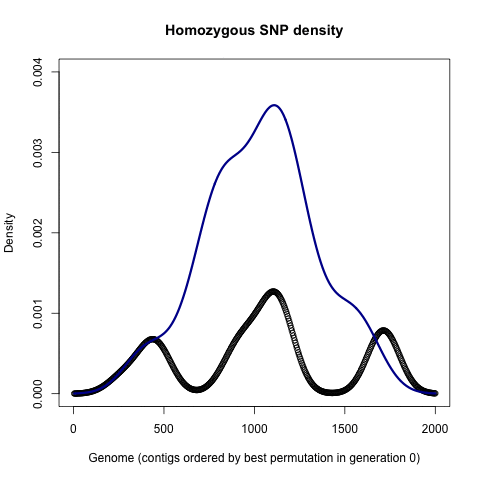 Homozygous SNP density
Density
0.004
0.003
0.002
0.001
0.000
0 500 1000 1500 2000
Genome (contigs ordered by best permutation in generation 0)